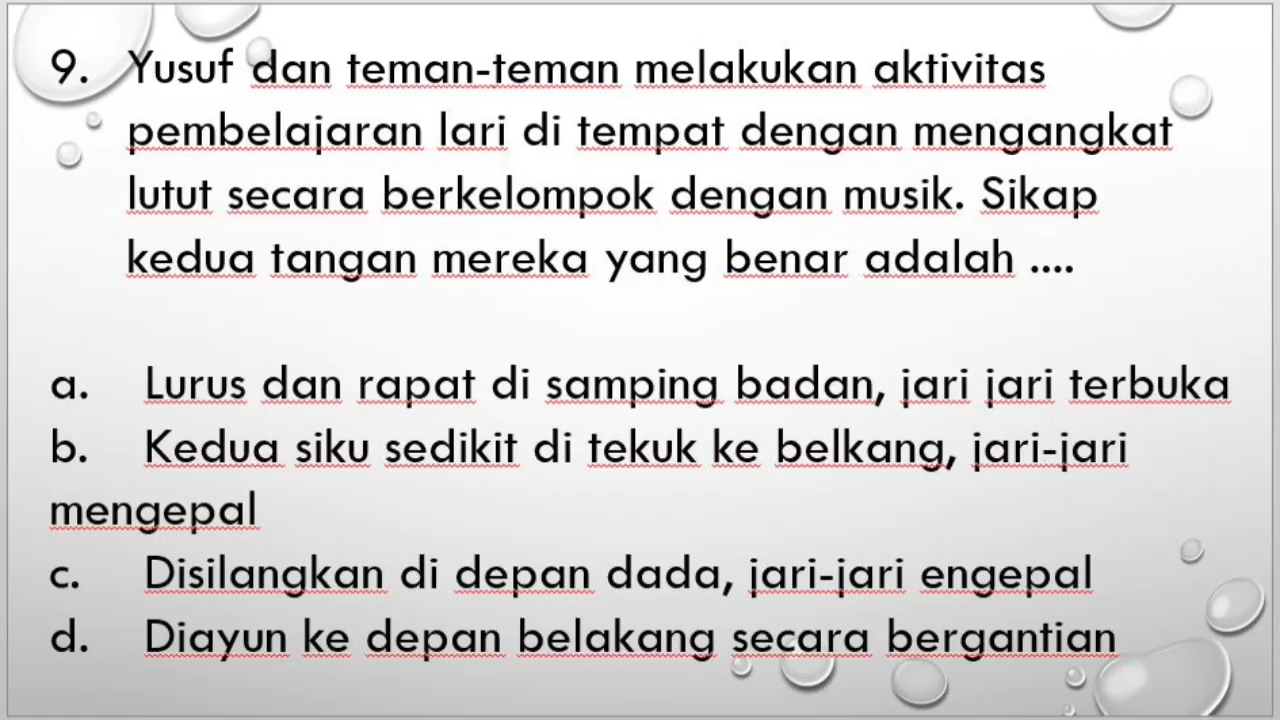 9. Yusuf dan teman-teman melakukan aktivitas
pembelajaran lari di tempat dengan mengangkat
lutut secara berkelompok dengan musik. Sikap
kedua tangan mereka yang benar adalah ....
a. Lurus dan rapat di samping badan, jari jari terbuka
b. Kedua siku sedikit di tekuk ke belkang, jari-jari
mengepal
c. Disilangkan di depan dada, jari-jari engepal
d. Diayun ke depan belakang secara bergantian